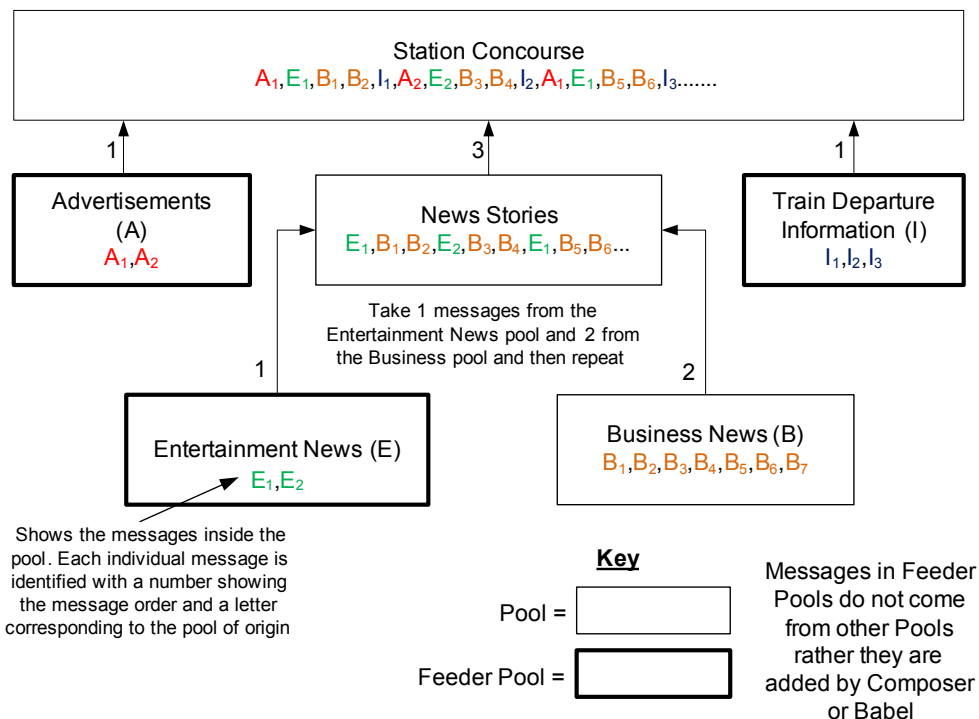 Station Concourse
A1,E1,B1,B2,I1,A2,E2,B3,B4,I2,A1,E1,B5,B6,I3.......
1
3
1
Advertisements
(A)
A1,A2
News Stories
E1,B1,B2,E2,B3,B4,E1,B5,B6...
Train Departure
Information (I)
I1,I2,I3
Take 1 messages from the
Entertainment News pool and 2 from
the Business pool and then repeat
1
2
Entertainment News (E)
E1,E2
Business News (B)
B1,B2,B3,B4,B5,B6,B7
Shows the messages inside the
pool. Each individual message is
identified with a number showing
the message order and a letter
corresponding to the pool of origin
Key
Pool =
Feeder Pool =
Messages in Feeder
Pools do not come
from other Pools
rather they are
added by Composer
or Babel